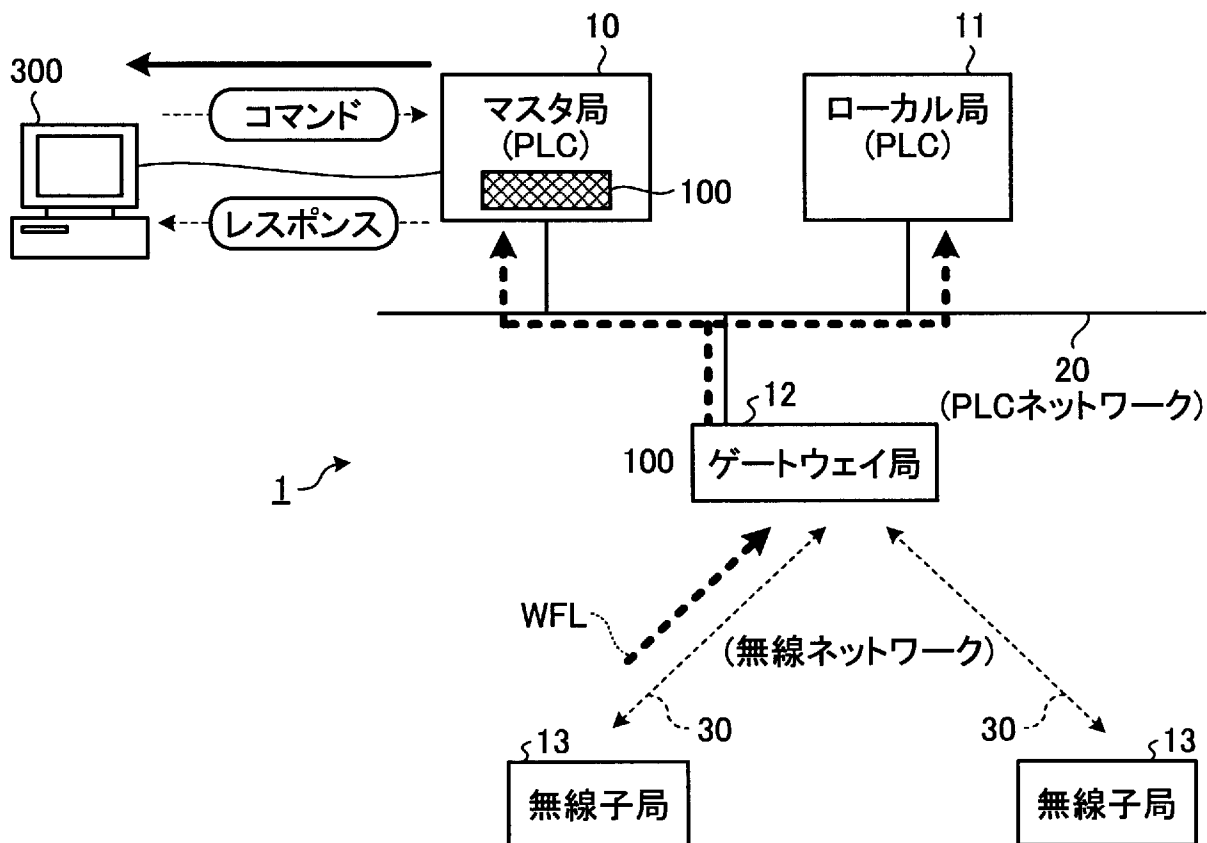 10
11
300
コマンド
マスタ局
(PLC)
ローカル局
(PLC)
100
レスポンス
20
(PLCネットワーク)
12
100
ゲートウェイ局
1
WFL
(無線ネットワーク)
30
30
13
13
無線子局
無線子局